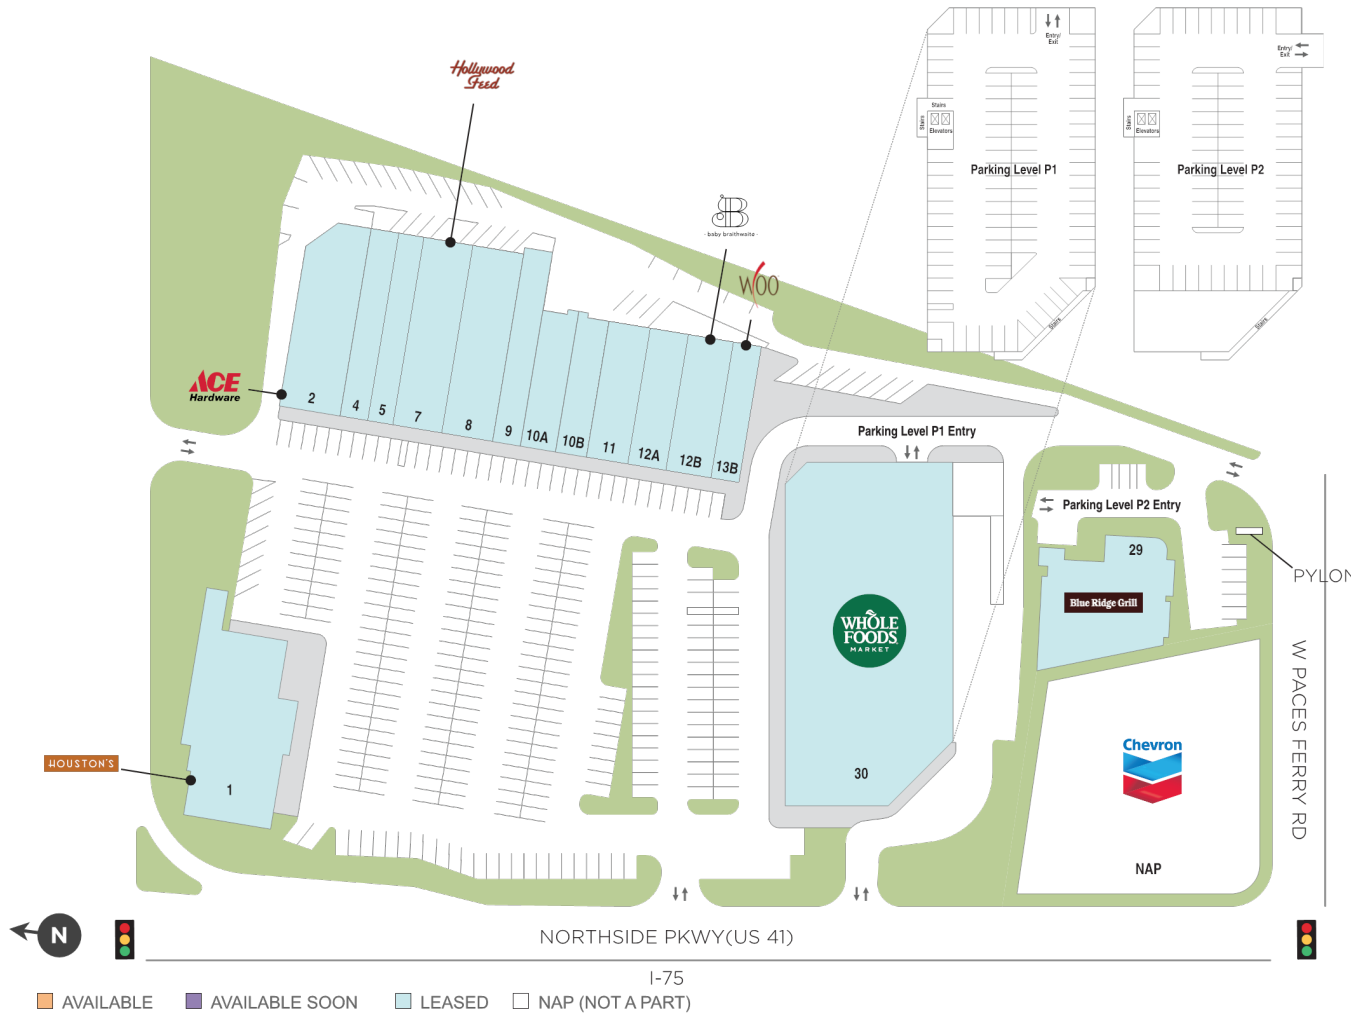 Hollywood
Feed
B
- baby braithwaite -
WOO
ACE
Hardware
2
4
5
7
8
9
10A
10B
11
12A
12B
13B
Entry/
Exit
Stairs
Stairs
Elevators
Parking Level P1
Stairs
Entry/
Exit
Stairs
Elevators
Parking Level P2
Stairs
Parking Level P1 Entry
Parking Level P2 Entry
29
Blue Ridge Grill
PYLON
WHOLE
FOODS
MARKET
30
HOUSTON'S
1
Chevron
NAP
W PACES FERRY RD
N
NORTHSIDE PKWY(US 41)
I-75
AVAILABLE
AVAILABLE SOON
LEASED
NAP (NOT A PART)